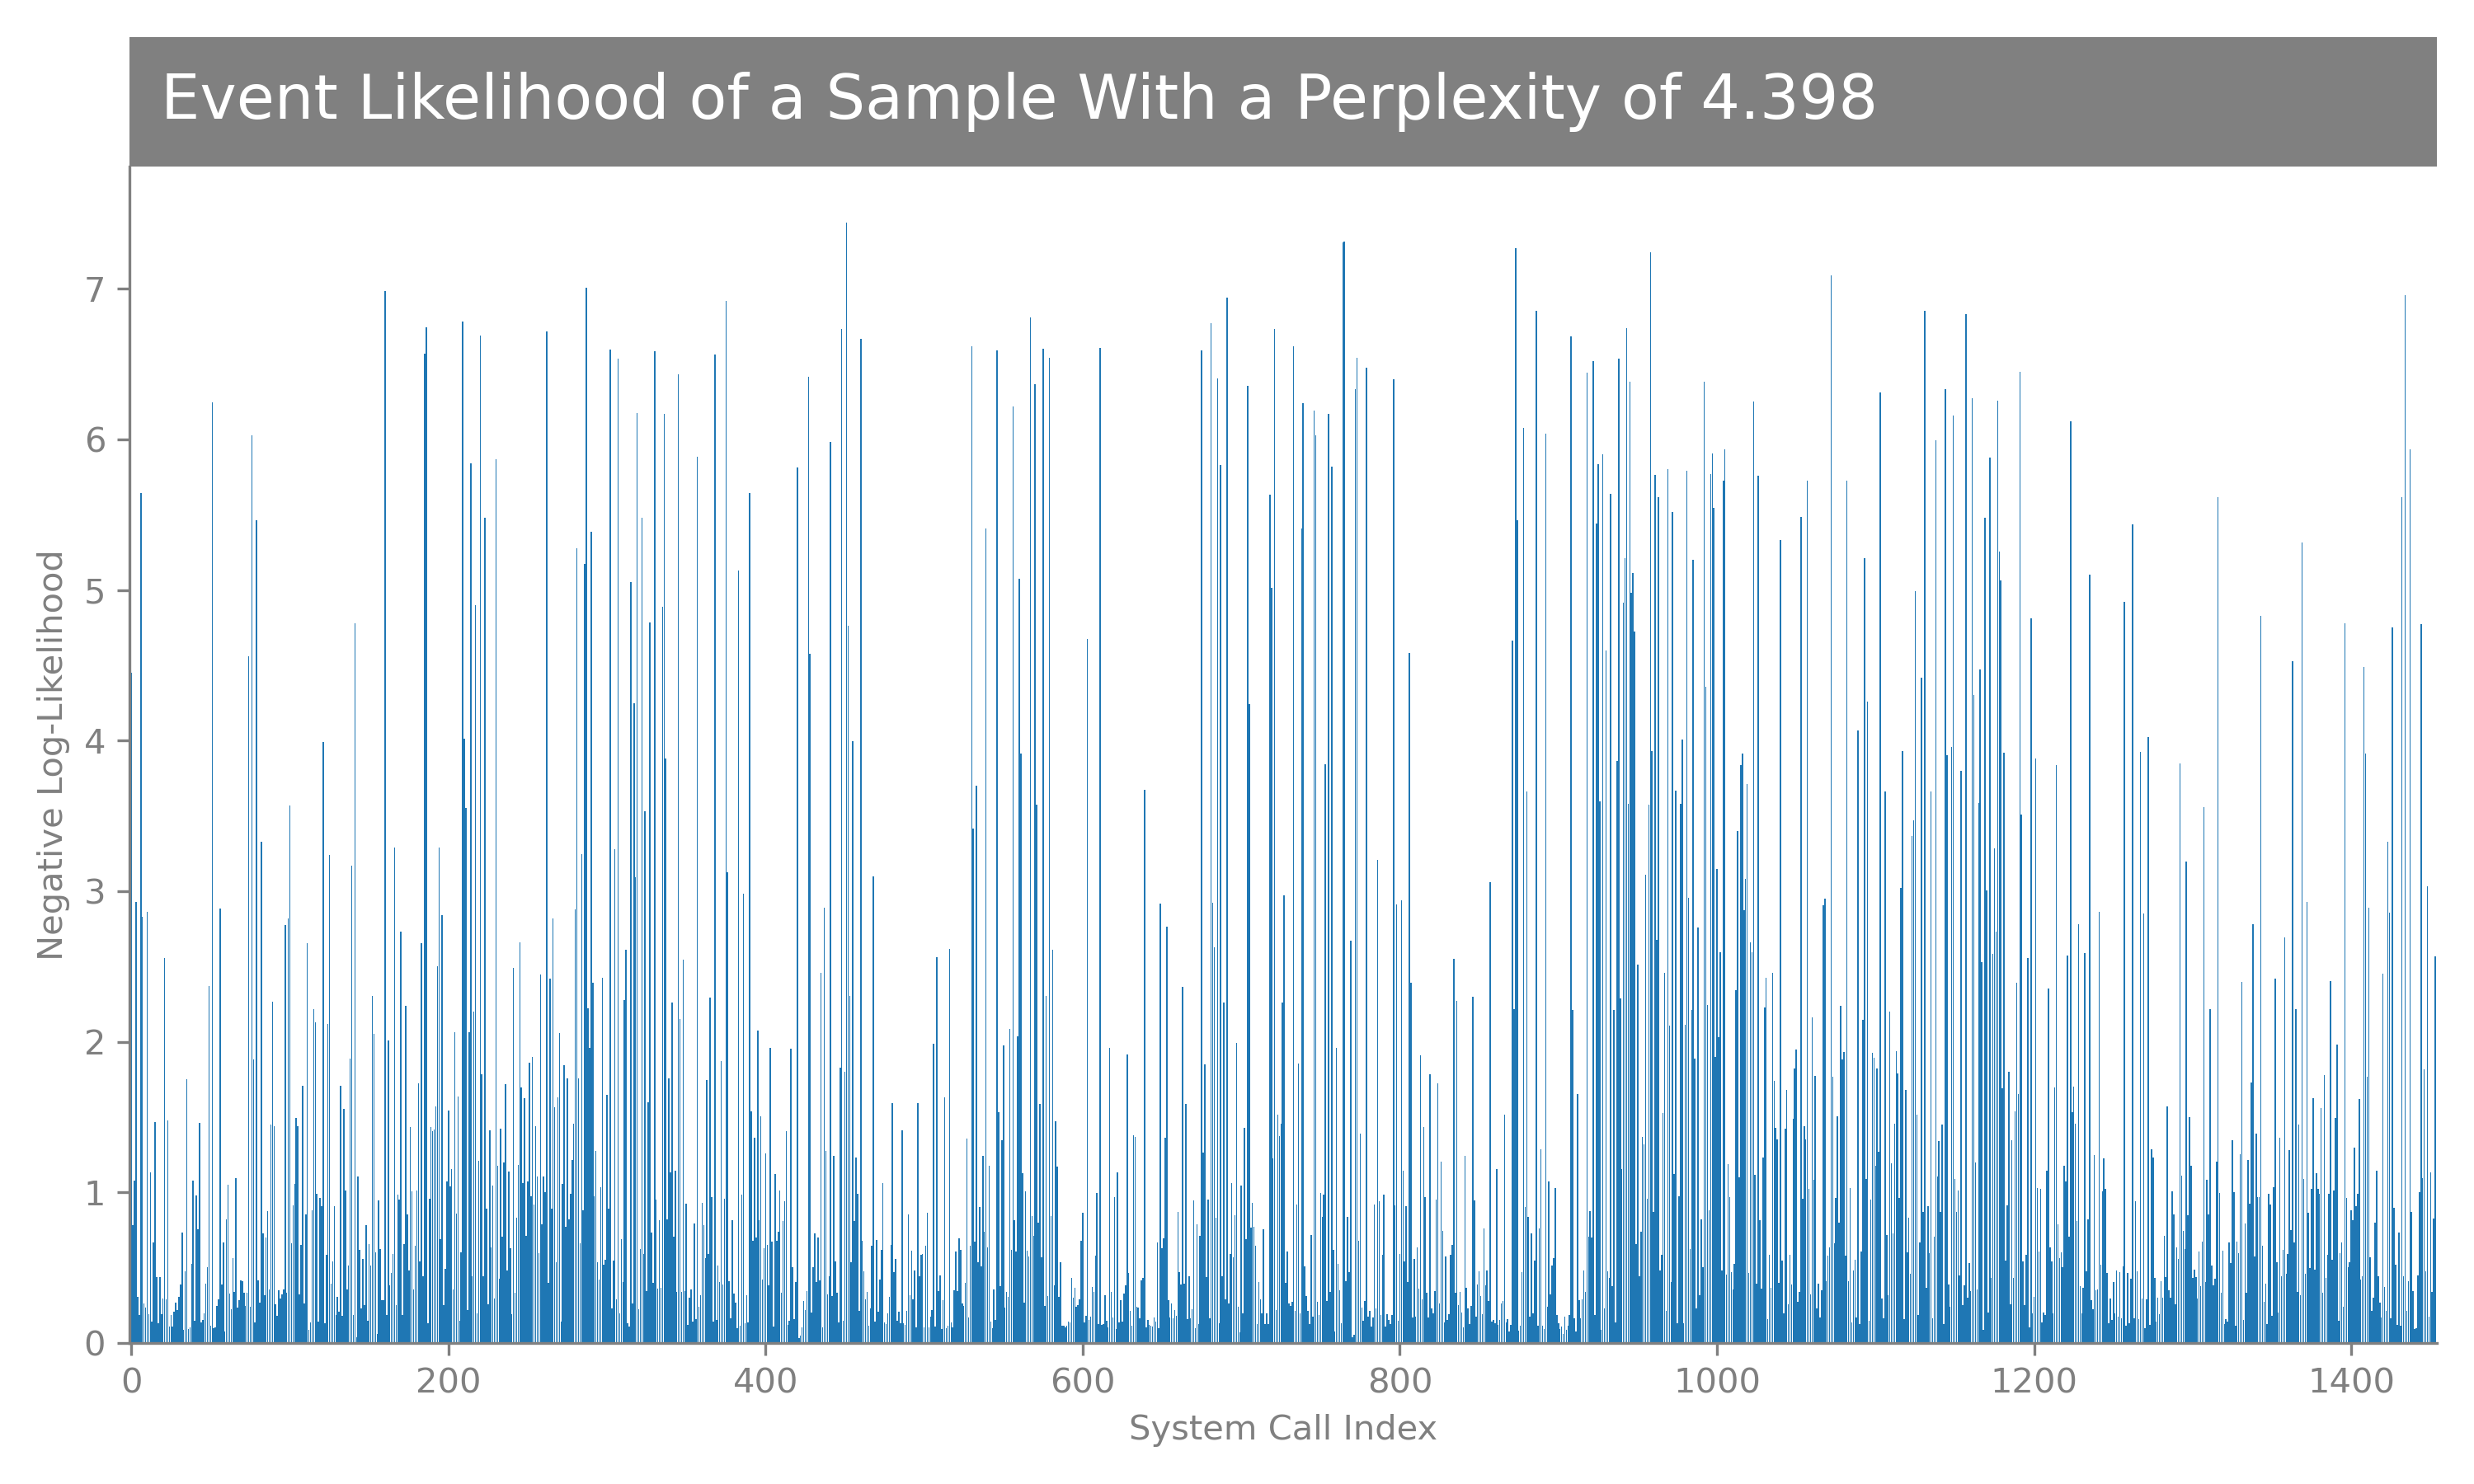 Event Likelihood of a Sample With a Perplexity of 4.398
Negative Log-Likelihood
7
6
5
4
3
2
1
0
0 200 400 600 800 1000 1200 1400
System Call Index